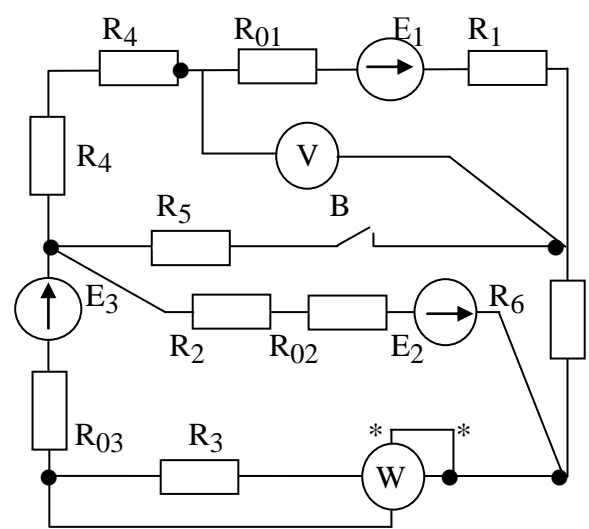 R4 R01 E1 R1
R4 V
R5 B
E3 R6
R2 R02 E2
R03 R3 * *
W